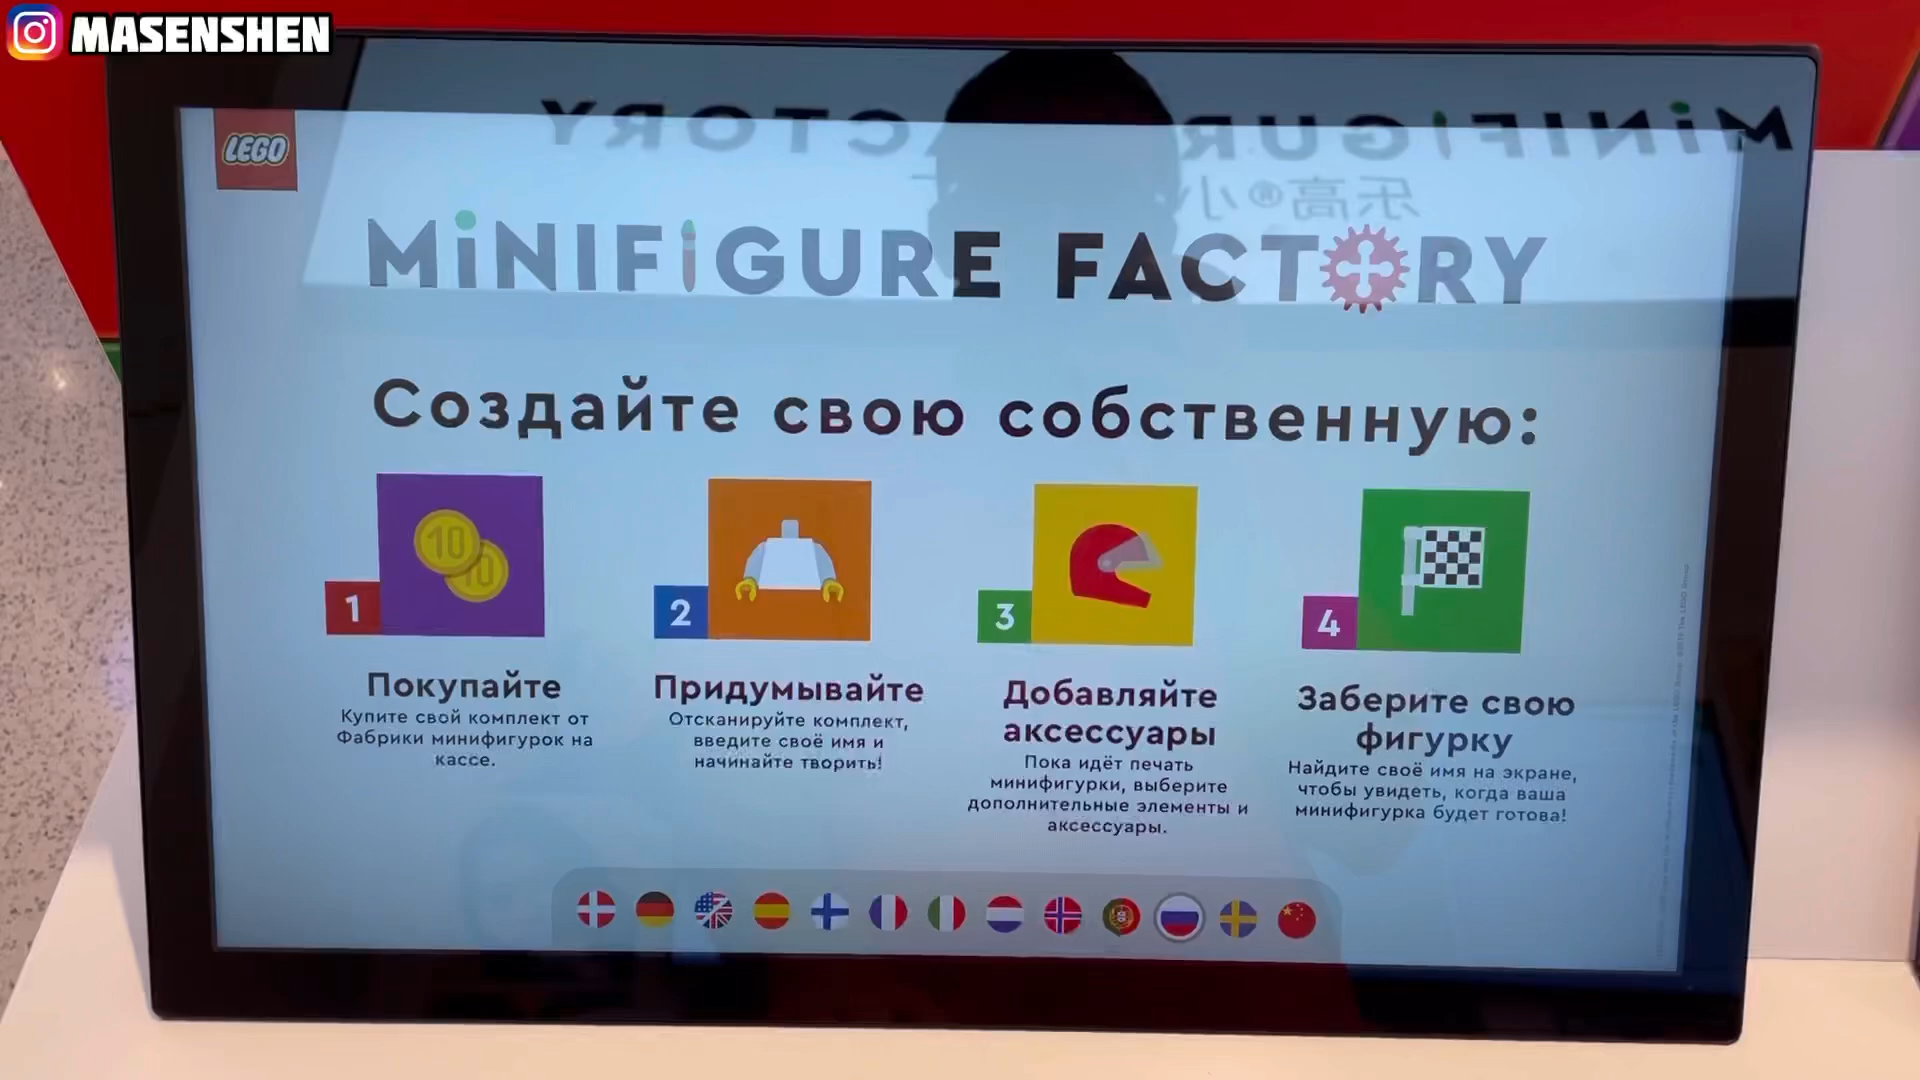 MASENSHEN
MINIFIGURE FACTORY
乐高®小
LEGO
MINIFIGURE FACTORY
Создайте свою собственную:
10
10
1
2
3
4
Покупайте
Купите свой комплект от
Фабрики минифигурок на
кассе.
Придумывайте
Отсканируйте комплект,
введите своё имя и
начинайте творить!
Добавляйте
аксессуары
Пока идёт печать
минифигурки, выберите
дополнительные элементы и
аксессуары.
Заберите свою
фигурку
Найдите своё имя на экране,
чтобы увидеть, когда ваша
минифигурка будет готова!